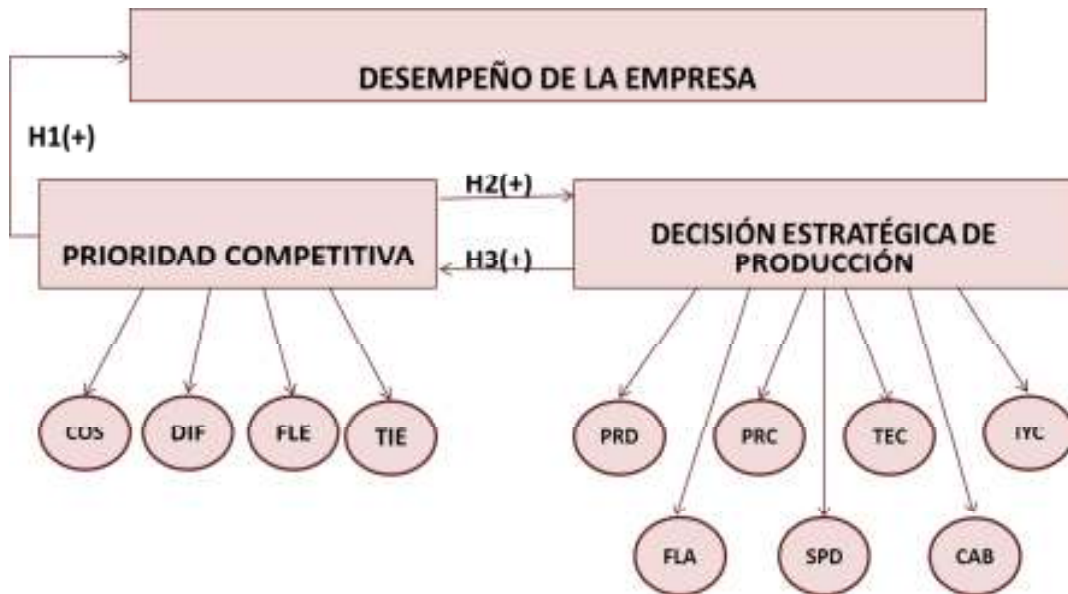 DESEMPEÑO DE LA EMPRESA
H1(+)
H2(+)
PRIORIDAD COMPETITIVA
H3(+)
DECISIÓN ESTRATÉGICA DE
PRODUCCIÓN
COS
DIF
FLE
TIE
PRD
PRC
TEC
IYC
FLA
SPD
CAB